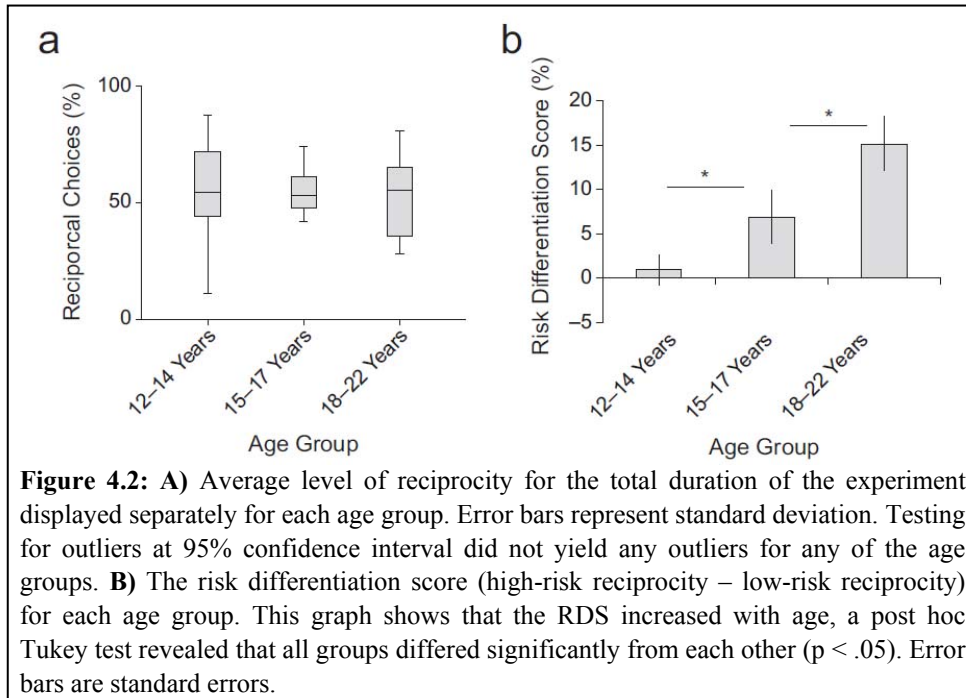 a
b
Reciporcal Choices (%)
100
50
0
12–14 Years
15–17 Years
18–22 Years
Age Group
Risk Differentiation Score (%)
20
15
10
5
0
–5
*
*
12–14 Years
15–17 Years
18–22 Years
Age Group
Figure 4.2: A) Average level of reciprocity for the total duration of the experiment
displayed separately for each age group. Error bars represent standard deviation. Testing
for outliers at 95% confidence interval did not yield any outliers for any of the age
groups. B) The risk differentiation score (high-risk reciprocity – low-risk reciprocity)
for each age group. This graph shows that the RDS increased with age, a post hoc
Tukey test revealed that all groups differed significantly from each other (p < .05). Error
bars are standard errors.